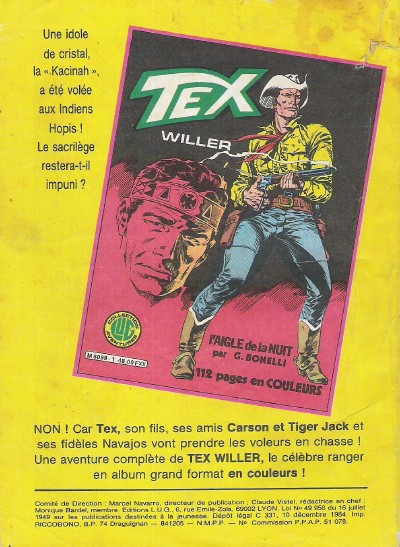 Une idole
de cristal,
la « Kacinah »,
a été volée
aux Indiens
Hopis !
Le sacrilège
restera-t-il
impuni ?
TEX
WILLER
COLLECTION
LUG
AVENTURES
L'AIGLE de la NUIT
par G. BONELLI
112 pages en COULEURS
NON ! Car Tex, son fils, ses amis Carson et Tiger Jack et
ses fidèles Navajos vont prendre les voleurs en chasse !
Une aventure complète de TEX WILLER, le célèbre ranger
en album grand format en couleurs !
Comité de Direction : Marcel Navarro, directeur de publication ; Claude Vistel, rédactrice en chef ;
Monique Bardel, membre. Editions L.U.G., 6, rue Emile-Zola, 69002 LYON. Loi Nº 49 956 du 16 juillet
1949 sur les publications destinées à la jeunesse. Dépôt légal C 331, 10 décembre 1984. Imp.
RICCOBONO, B.P. 74 Draguignan — 841205 — N.M.P.P. — Nº Commission P.P.A.P. 51 078.